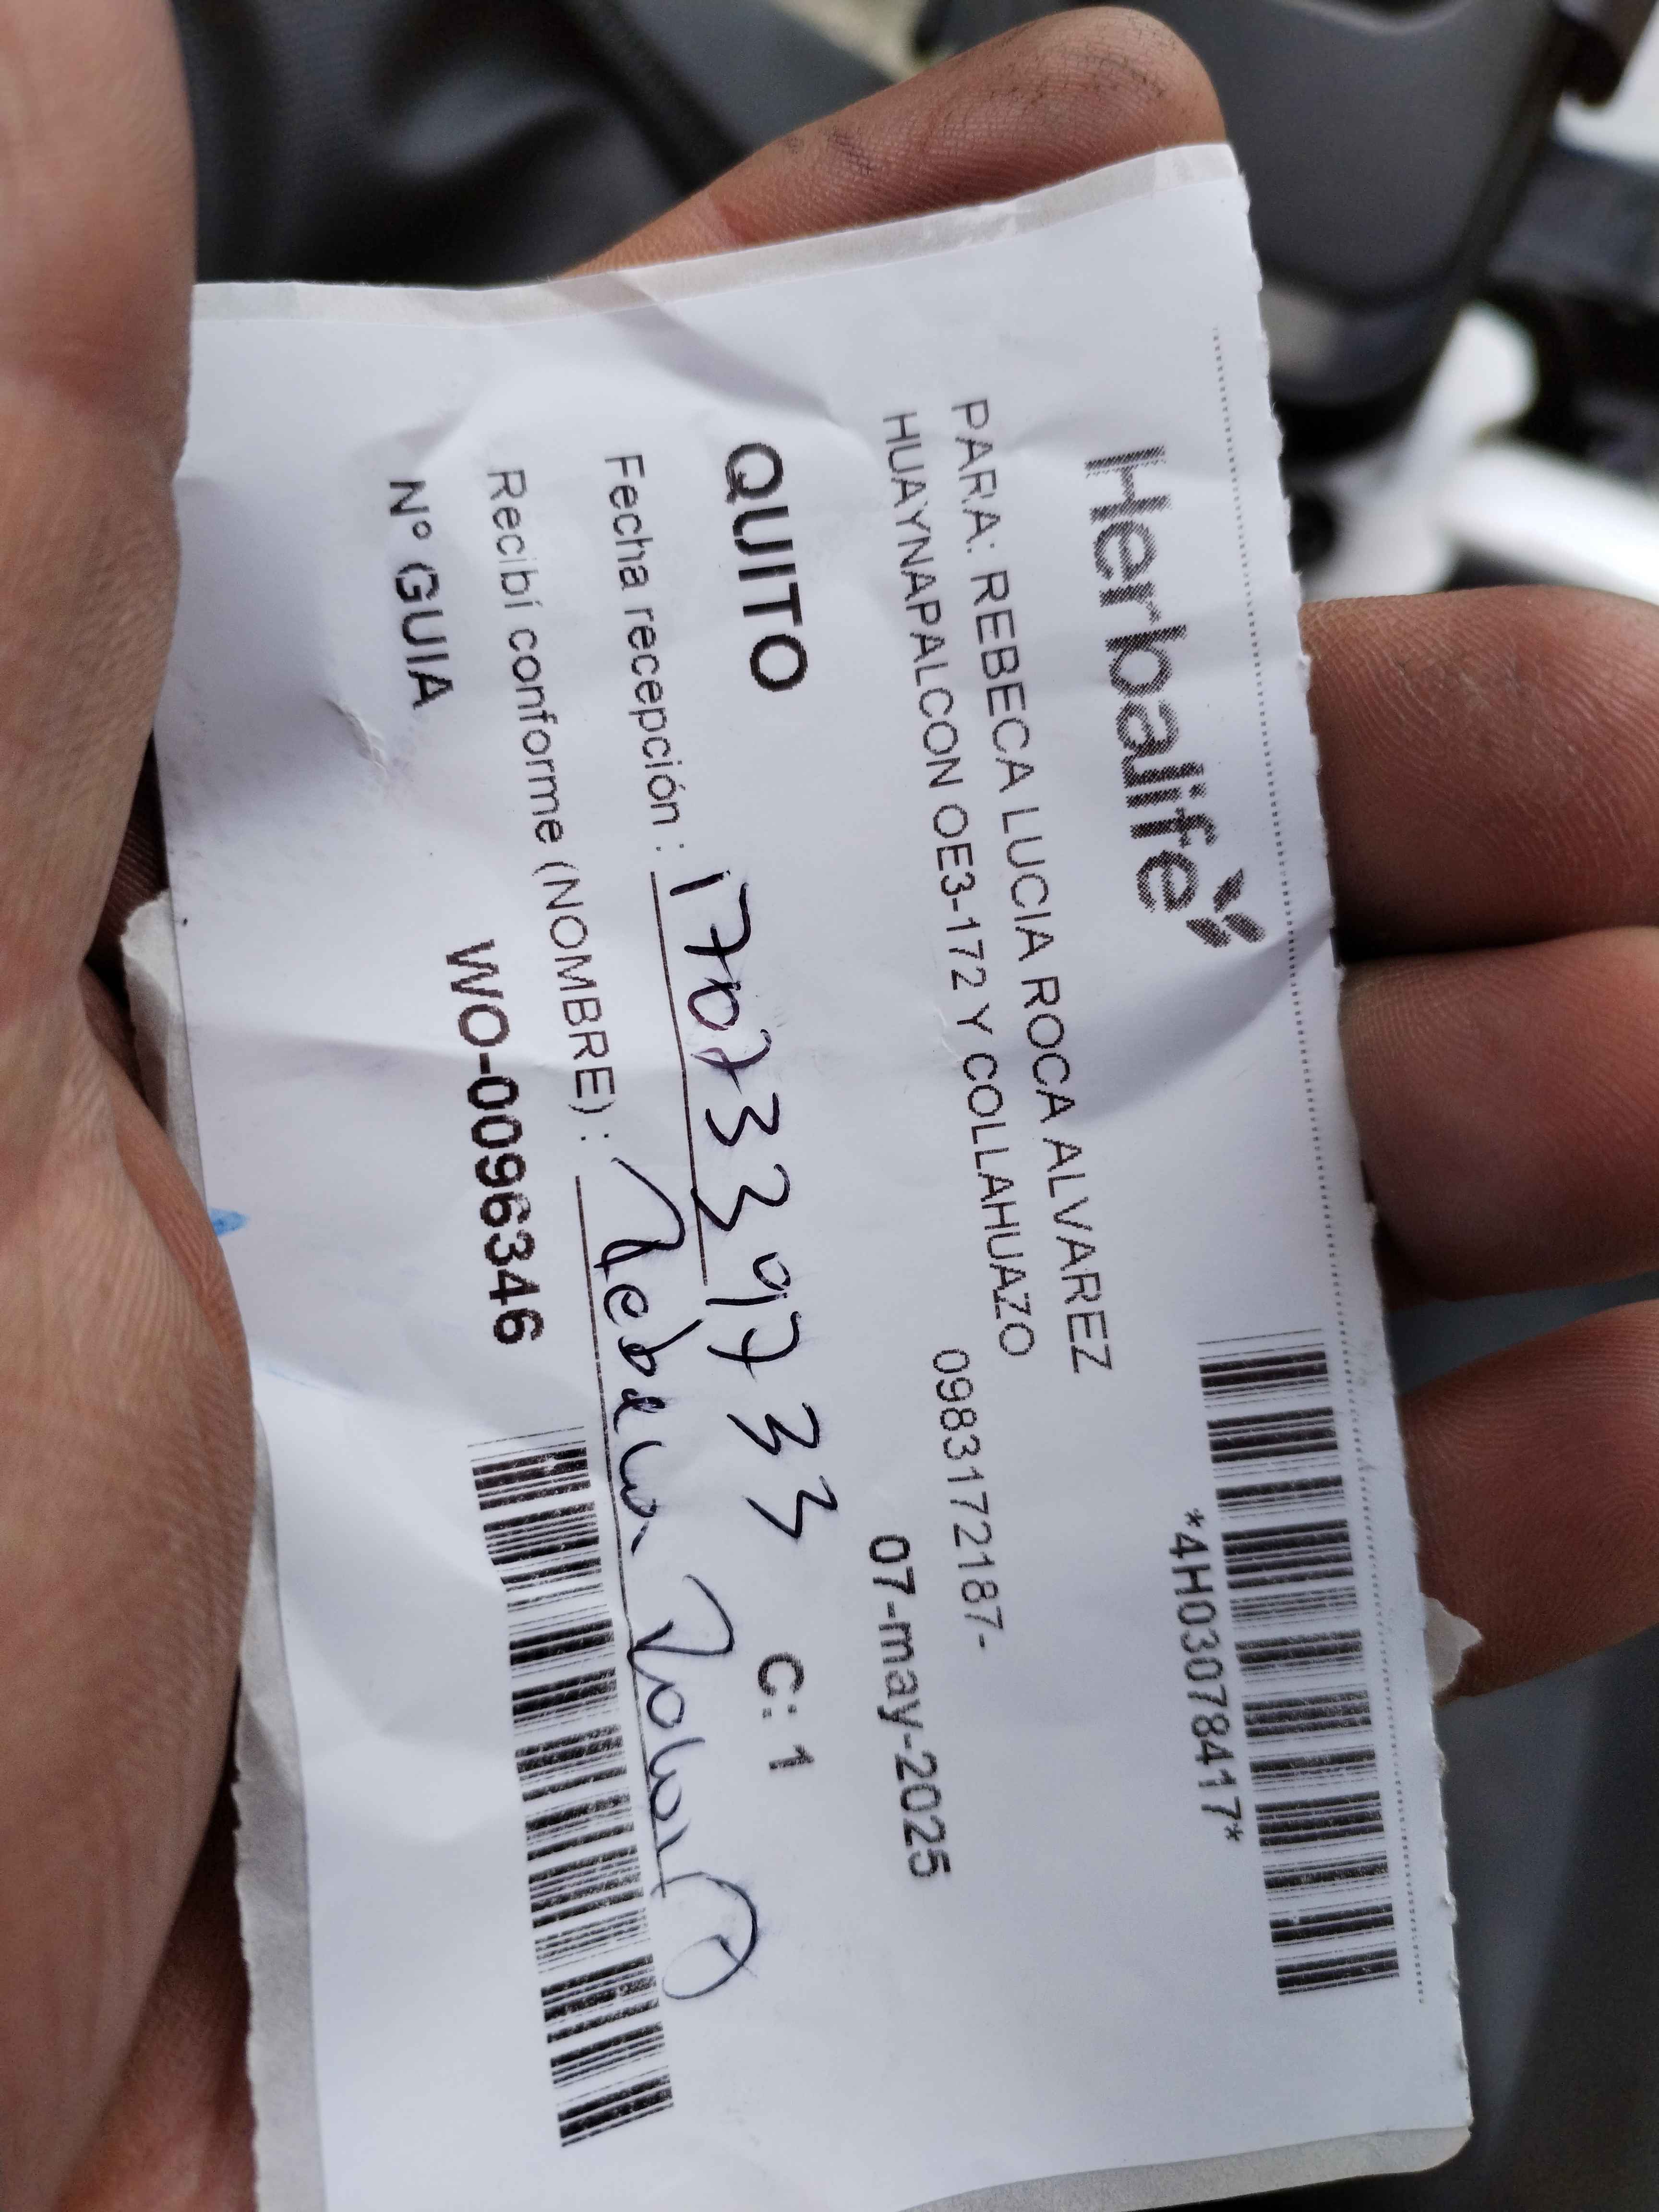 Herbalife
*4H03078417*
PARA: REBECA LUCIA ROCA ALVAREZ
HUAYNAPALCON OE3-172 Y COLLAHUAZO 0983172187-
07-may-2025
QUITO C: 1
Fecha recepción : 1707339733
Recibí conforme (NOMBRE) : Rebeca
Nº GUIA WO-0096346